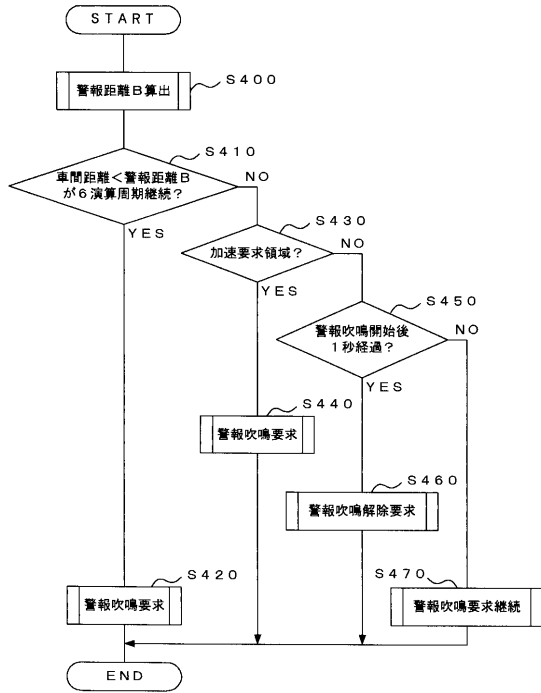 START
警報距離B算出
S400
車間距離<警報距離B
が6演算周期継続?
S410
NO
YES
加速要求領域?
S430
NO
YES
警報吹鳴開始後
1秒経過?
S450
NO
YES
警報吹鳴要求
S440
警報吹鳴解除要求
S460
警報吹鳴要求
S420
警報吹鳴要求継続
S470
END